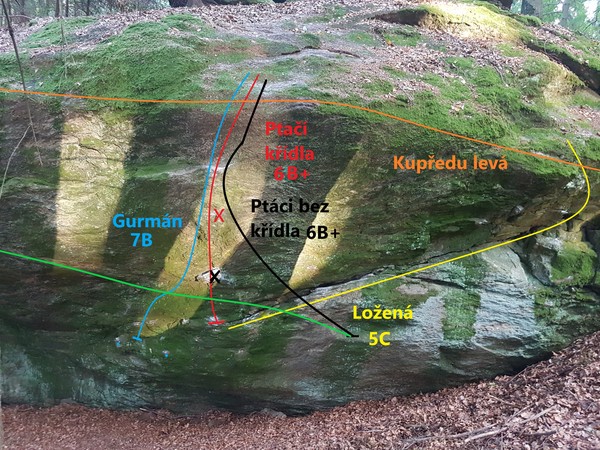 Ptačí
křídla
6B+
Kupředu levá
Ptáci bez
křídla 6B+
Gurmán
7B
X
X
Ložená
5C